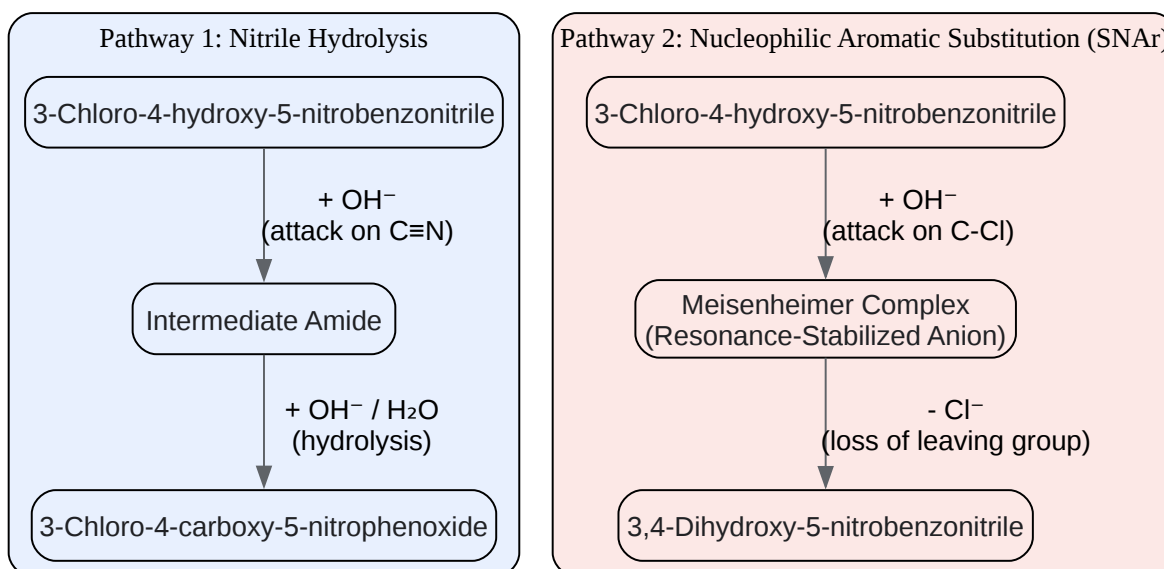 Pathway 1: Nitrile Hydrolysis
3-Chloro-4-hydroxy-5-nitrobenzonitrile
+ OH⁻
(attack on C≡N)
Intermediate Amide
+ OH⁻ / H₂O
(hydrolysis)
3-Chloro-4-carboxy-5-nitrophenoxide
Pathway 2: Nucleophilic Aromatic Substitution (SNAr)
3-Chloro-4-hydroxy-5-nitrobenzonitrile
+ OH⁻
(attack on C-Cl)
Meisenheimer Complex
(Resonance-Stabilized Anion)
- Cl⁻
(loss of leaving group)
3,4-Dihydroxy-5-nitrobenzonitrile